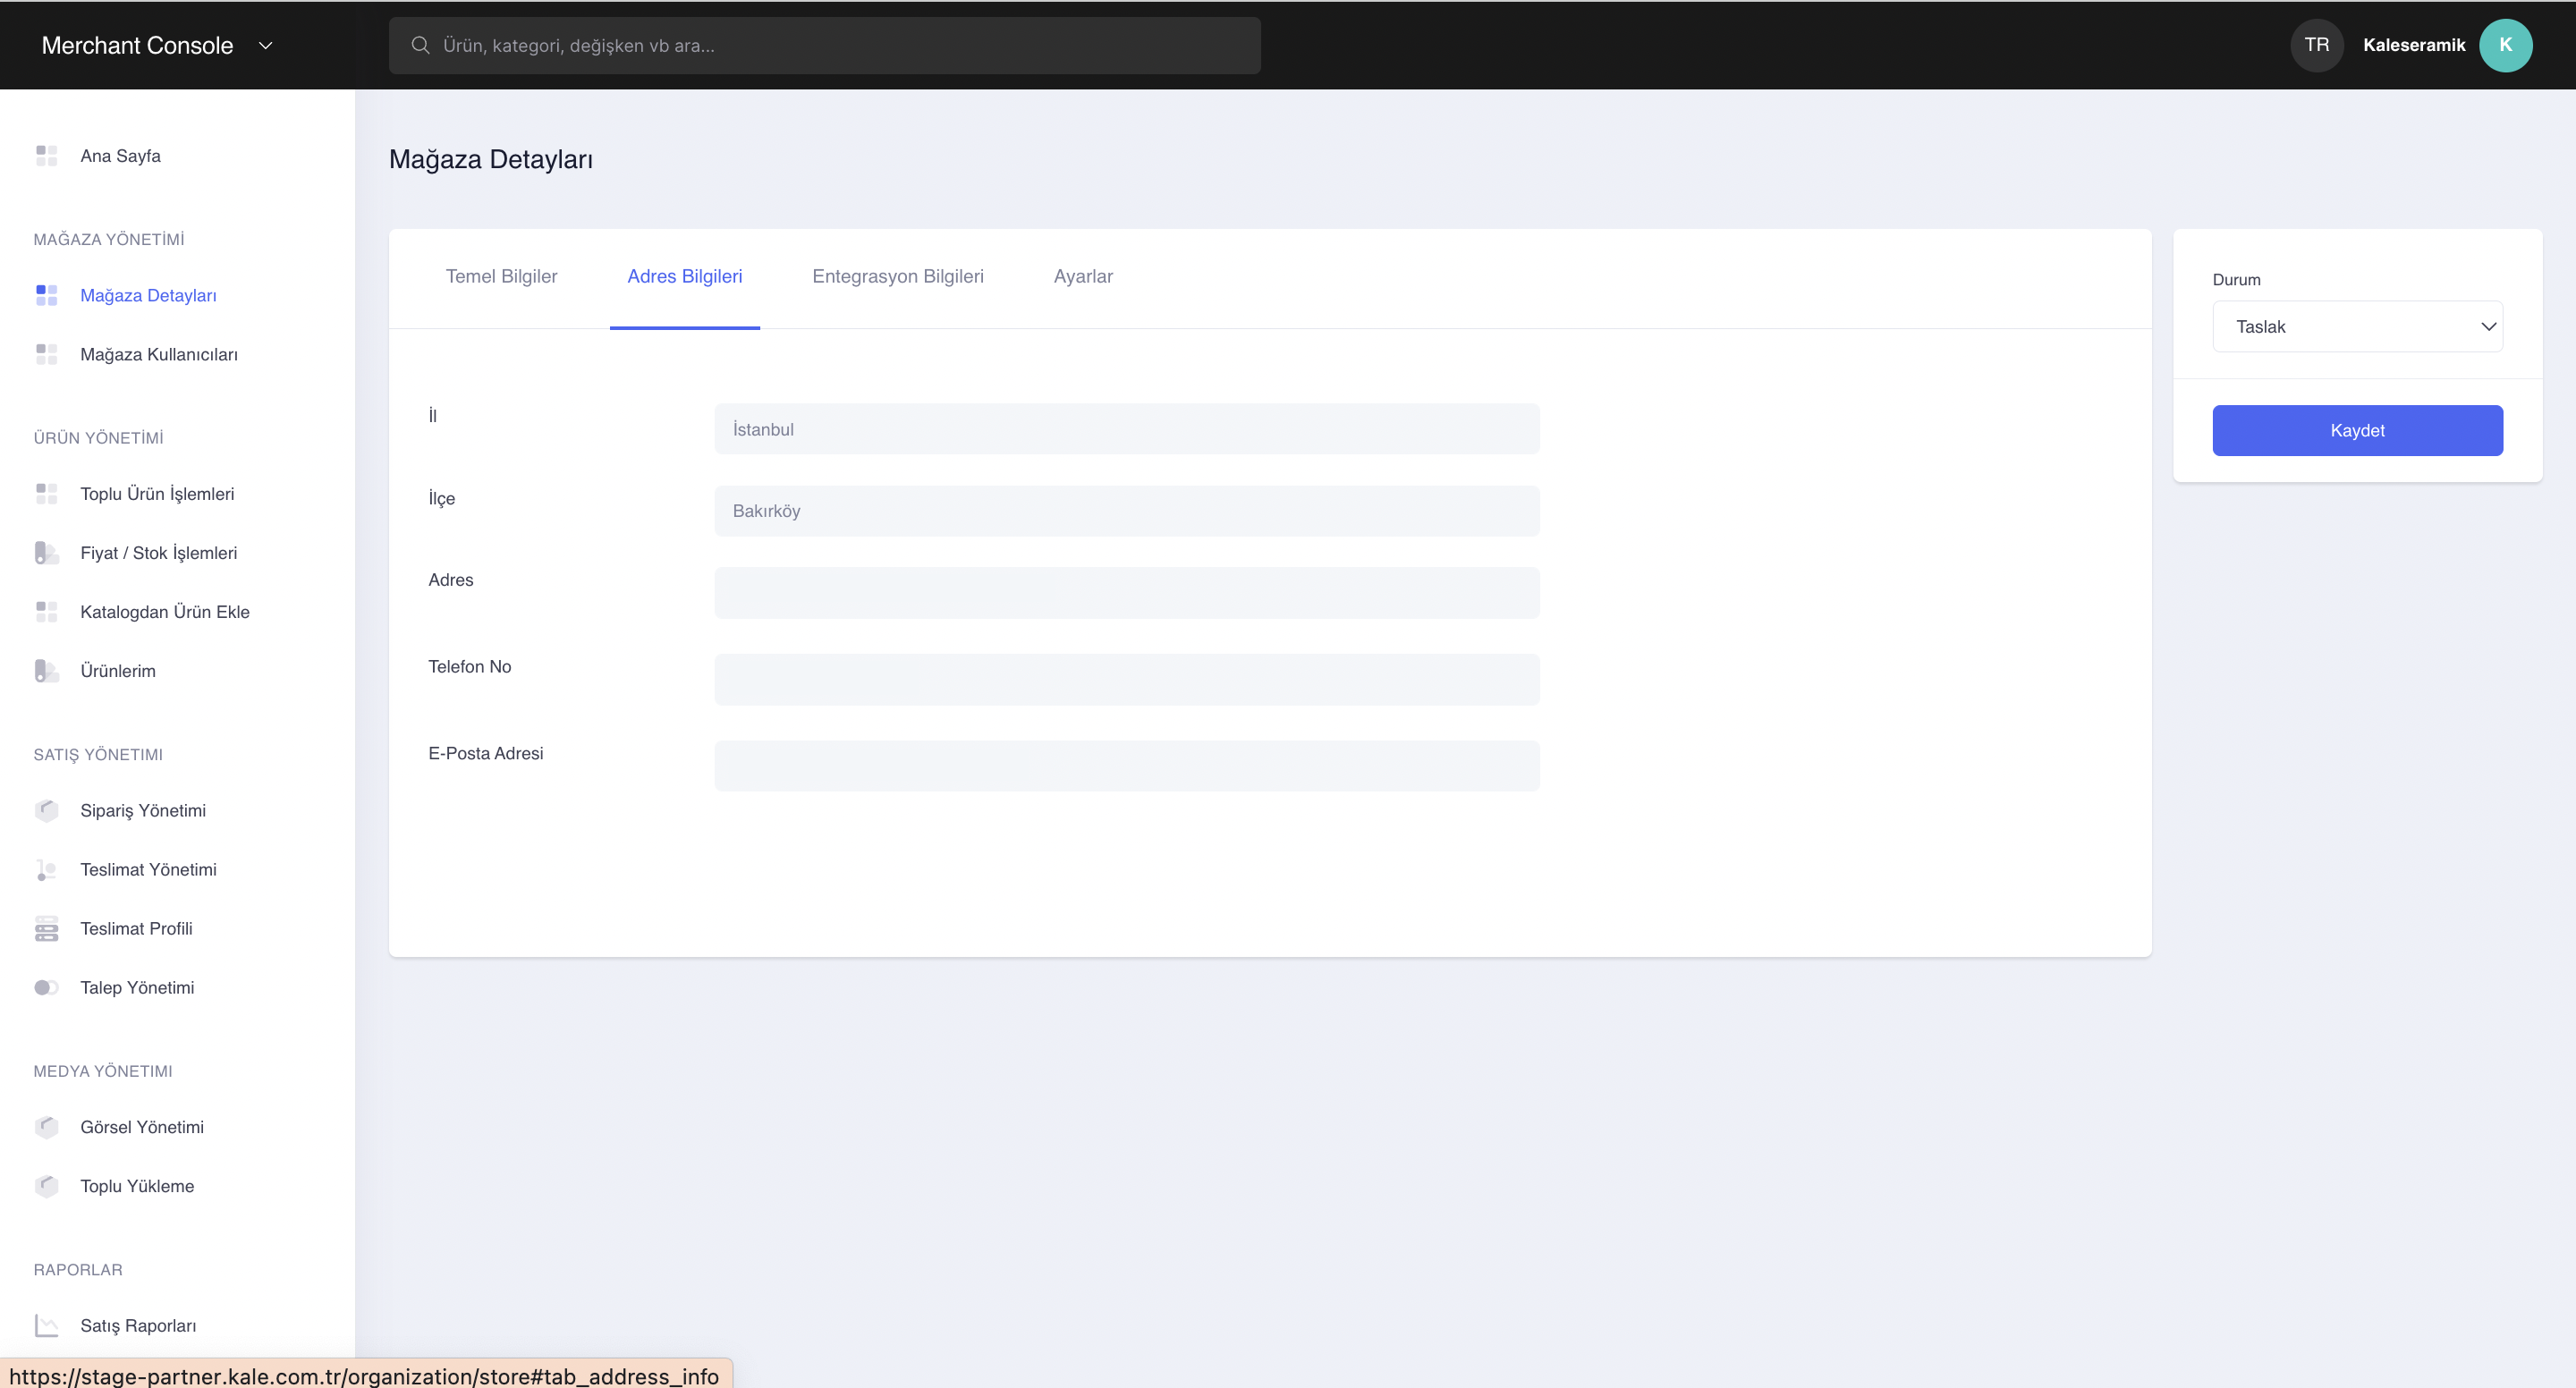 Merchant Console
Ürün, kategori, değişken vb ara...
TR
Kaleseramik
K
Ana Sayfa
MAĞAZA YÖNETİMİ
Mağaza Detayları
Mağaza Kullanıcıları
ÜRÜN YÖNETİMİ
Toplu Ürün İşlemleri
Fiyat / Stok İşlemleri
Katalogdan Ürün Ekle
Ürünlerim
SATIŞ YÖNETIMI
Sipariş Yönetimi
Teslimat Yönetimi
Teslimat Profili
Talep Yönetimi
MEDYA YÖNETIMI
Görsel Yönetimi
Toplu Yükleme
RAPORLAR
Satış Raporları
Mağaza Detayları
Temel Bilgiler
Adres Bilgileri
Entegrasyon Bilgileri
Ayarlar
İl
İstanbul
İlçe
Bakırköy
Adres
Telefon No
E-Posta Adresi
Durum
Taslak
Kaydet
https://stage-partner.kale.com.tr/organization/store#tab_address_info